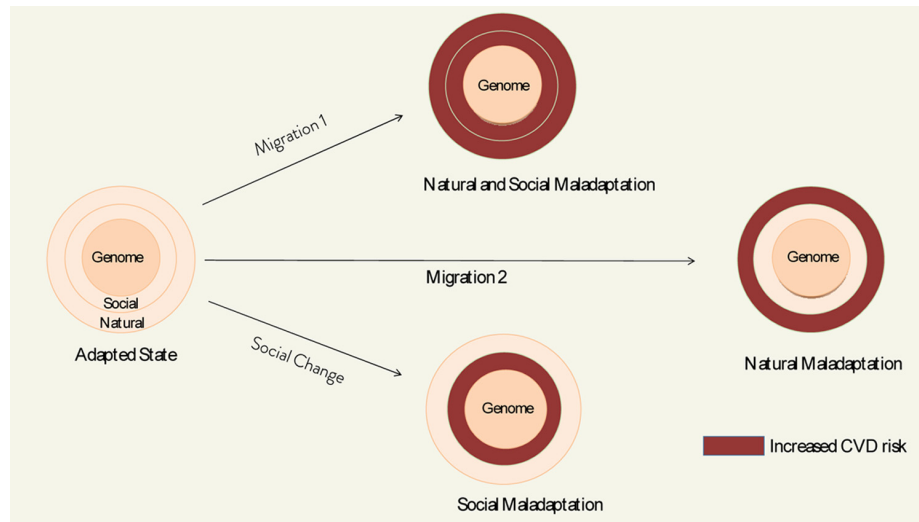 Genome
Migration 1
Natural and Social Maladaptation
Genome
Social
Natural
Adapted State
Migration 2
Genome
Natural Maladaptation
Social Change
Genome
Social Maladaptation
Increased CVD risk